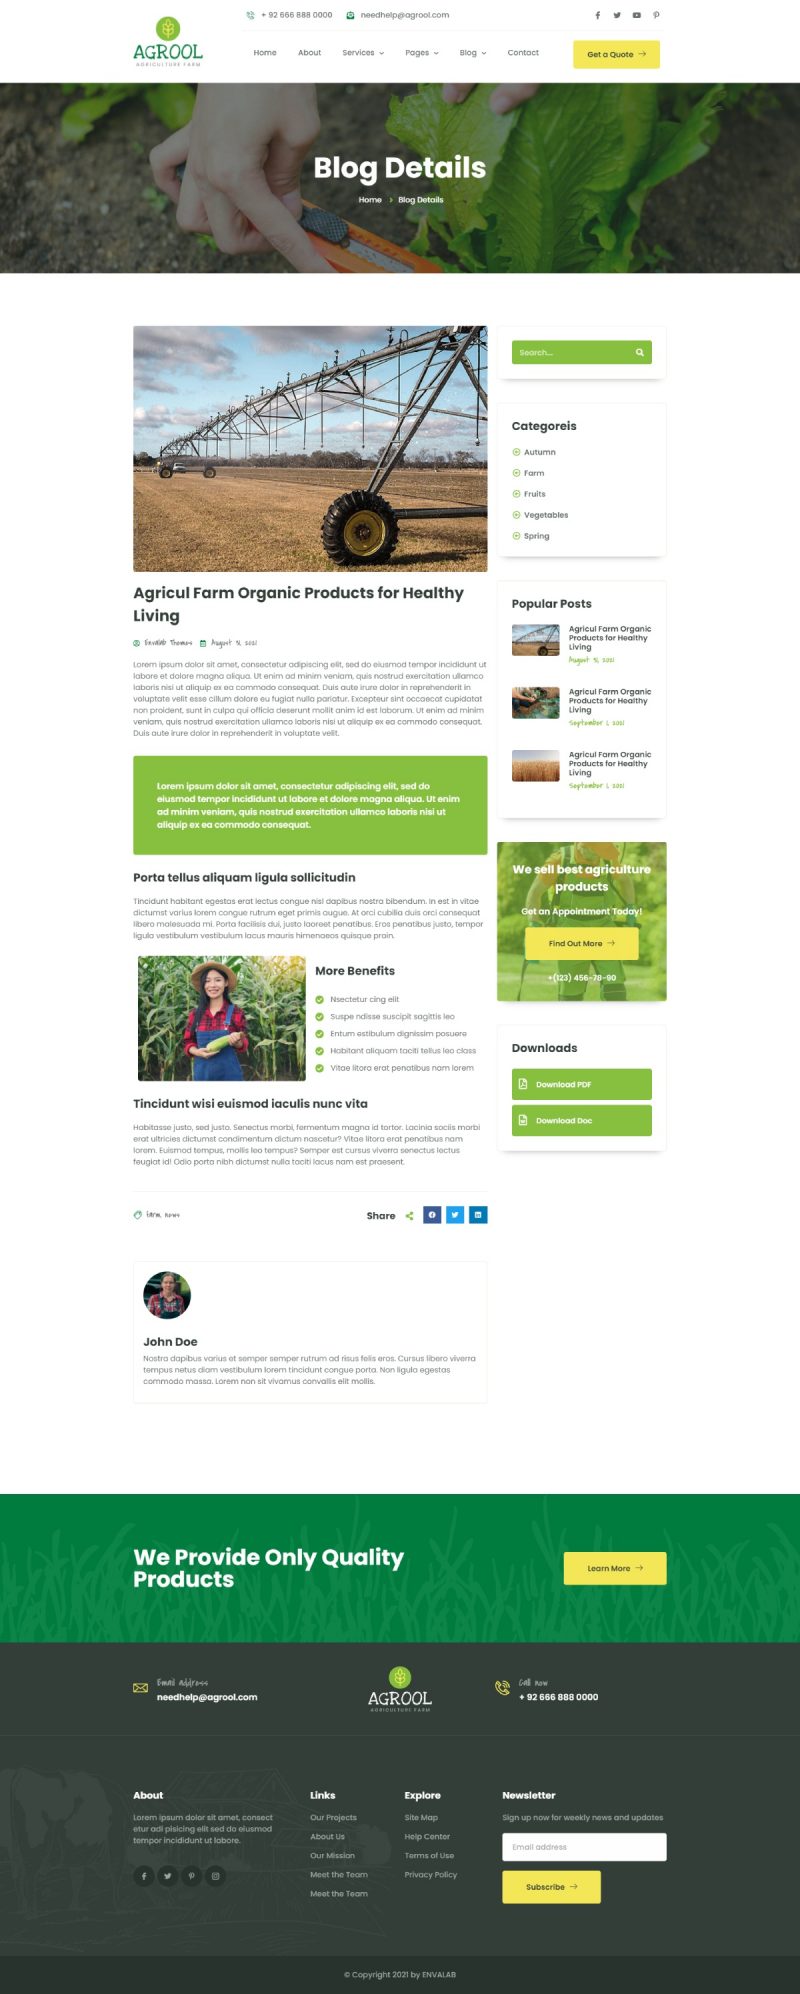 + 92 666 888 0000
needhelp@agrool.com
AGROOL
AGRICULTURE FARM
Home
About
Services
Pages
Blog
Contact
Get a Quote
Blog Details
Home
Blog Details
Agricul Farm Organic Products for Healthy
Living
Envalab Themes
August 31, 2021
Lorem ipsum dolor sit amet, consectetur adipiscing elit, sed do eiusmod tempor incididunt ut
labore et dolore magna aliqua. Ut enim ad minim veniam, quis nostrud exercitation ullamco
laboris nisi ut aliquip ex ea commodo consequat. Duis aute irure dolor in reprehenderit in
voluptate velit esse cillum dolore eu fugiat nulla pariatur. Excepteur sint occaecat cupidatat
non proident, sunt in culpa qui officia deserunt mollit anim id est laborum. Ut enim ad minim
veniam, quis nostrud exercitation ullamco laboris nisi ut aliquip ex ea commodo consequat.
Duis aute irure dolor in reprehenderit in voluptate velit.
Lorem ipsum dolor sit amet, consectetur adipiscing elit, sed do
eiusmod tempor incididunt ut labore et dolore magna aliqua. Ut enim
ad minim veniam, quis nostrud exercitation ullamco laboris nisi ut
aliquip ex ea commodo consequat.
Porta tellus aliquam ligula sollicitudin
Tincidunt habitant egestas erat lectus congue nisl dapibus nostra bibendum. In est in vitae
dictumst varius lorem congue rutrum eget primis augue. At orci cubilia duis orci consequat
libero malesuada mi. Porta facilisis dui, justo laoreet penatibus. Eros penatibus justo, tempor
ligula vestibulum vestibulum lacus mauris himenaeos quisque proin.
More Benefits
Nsectetur cing elit
Suspe ndisse suscipit sagittis leo
Entum estibulum dignissim posuere
Habitant aliquam taciti tellus leo class
Vitae litora erat penatibus nam lorem
Tincidunt wisi euismod iaculis nunc vita
Habitasse justo, sed justo. Senectus morbi, fermentum magna id tortor. Lacinia sociis morbi
erat ultricies dictumst condimentum dictum nascetur? Vitae litora erat penatibus nam
lorem. Euismod tempus, mollis leo tempus? Semper est cursus viverra senectus lectus
feugiat id! Odio porta nibh dictumst nulla taciti lacus nam est praesent.
farm, news
Share
John Doe
Nostra dapibus varius et semper semper rutrum ad risus felis eros. Cursus libero viverra
tempus netus diam vestibulum lorem tincidunt congue porta. Non ligula egestas
commodo massa. Lorem non sit vivamus convallis elit mollis.
Search...
Categoreis
Autumn
Farm
Fruits
Vegetables
Spring
Popular Posts
Agricul Farm Organic
Products for Healthy
Living
August 31, 2021
Agricul Farm Organic
Products for Healthy
Living
September 1, 2021
Agricul Farm Organic
Products for Healthy
Living
September 1, 2021
We sell best agriculture
products
Get an Appointment Today!
Find Out More
+(123) 456-78-90
Downloads
Download PDF
Download Doc
We Provide Only Quality
Products
Learn More
Email address
needhelp@agrool.com
AGROOL
AGRICULTURE FARM
Call now
+ 92 666 888 0000
About
Lorem ipsum dolor sit amet, consect
etur adi pisicing elit sed do eiusmod
tempor incididunt ut labore.
Links
Our Projects
About Us
Our Mission
Meet the Team
Meet the Team
Explore
Site Map
Help Center
Terms of Use
Privacy Policy
Newsletter
Sign up now for weekly news and updates
Email address
Subscribe
© Copyright 2021 by ENVALAB